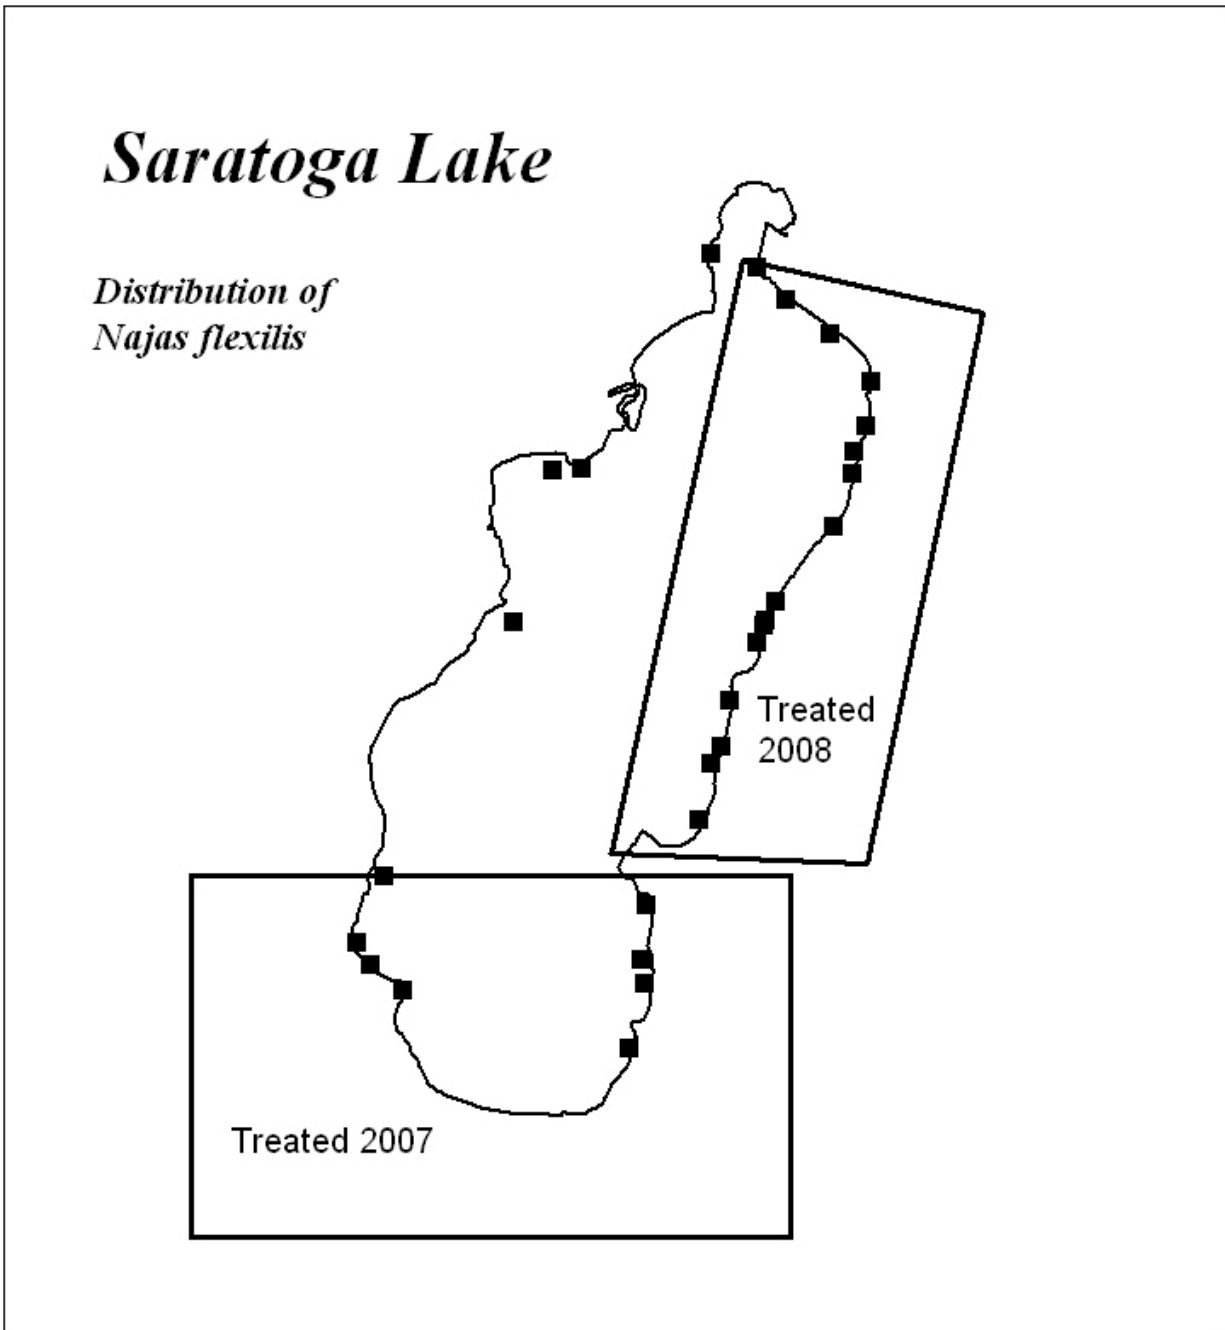 Saratoga Lake
Distribution of
Najas flexilis
Treated
2008
Treated 2007